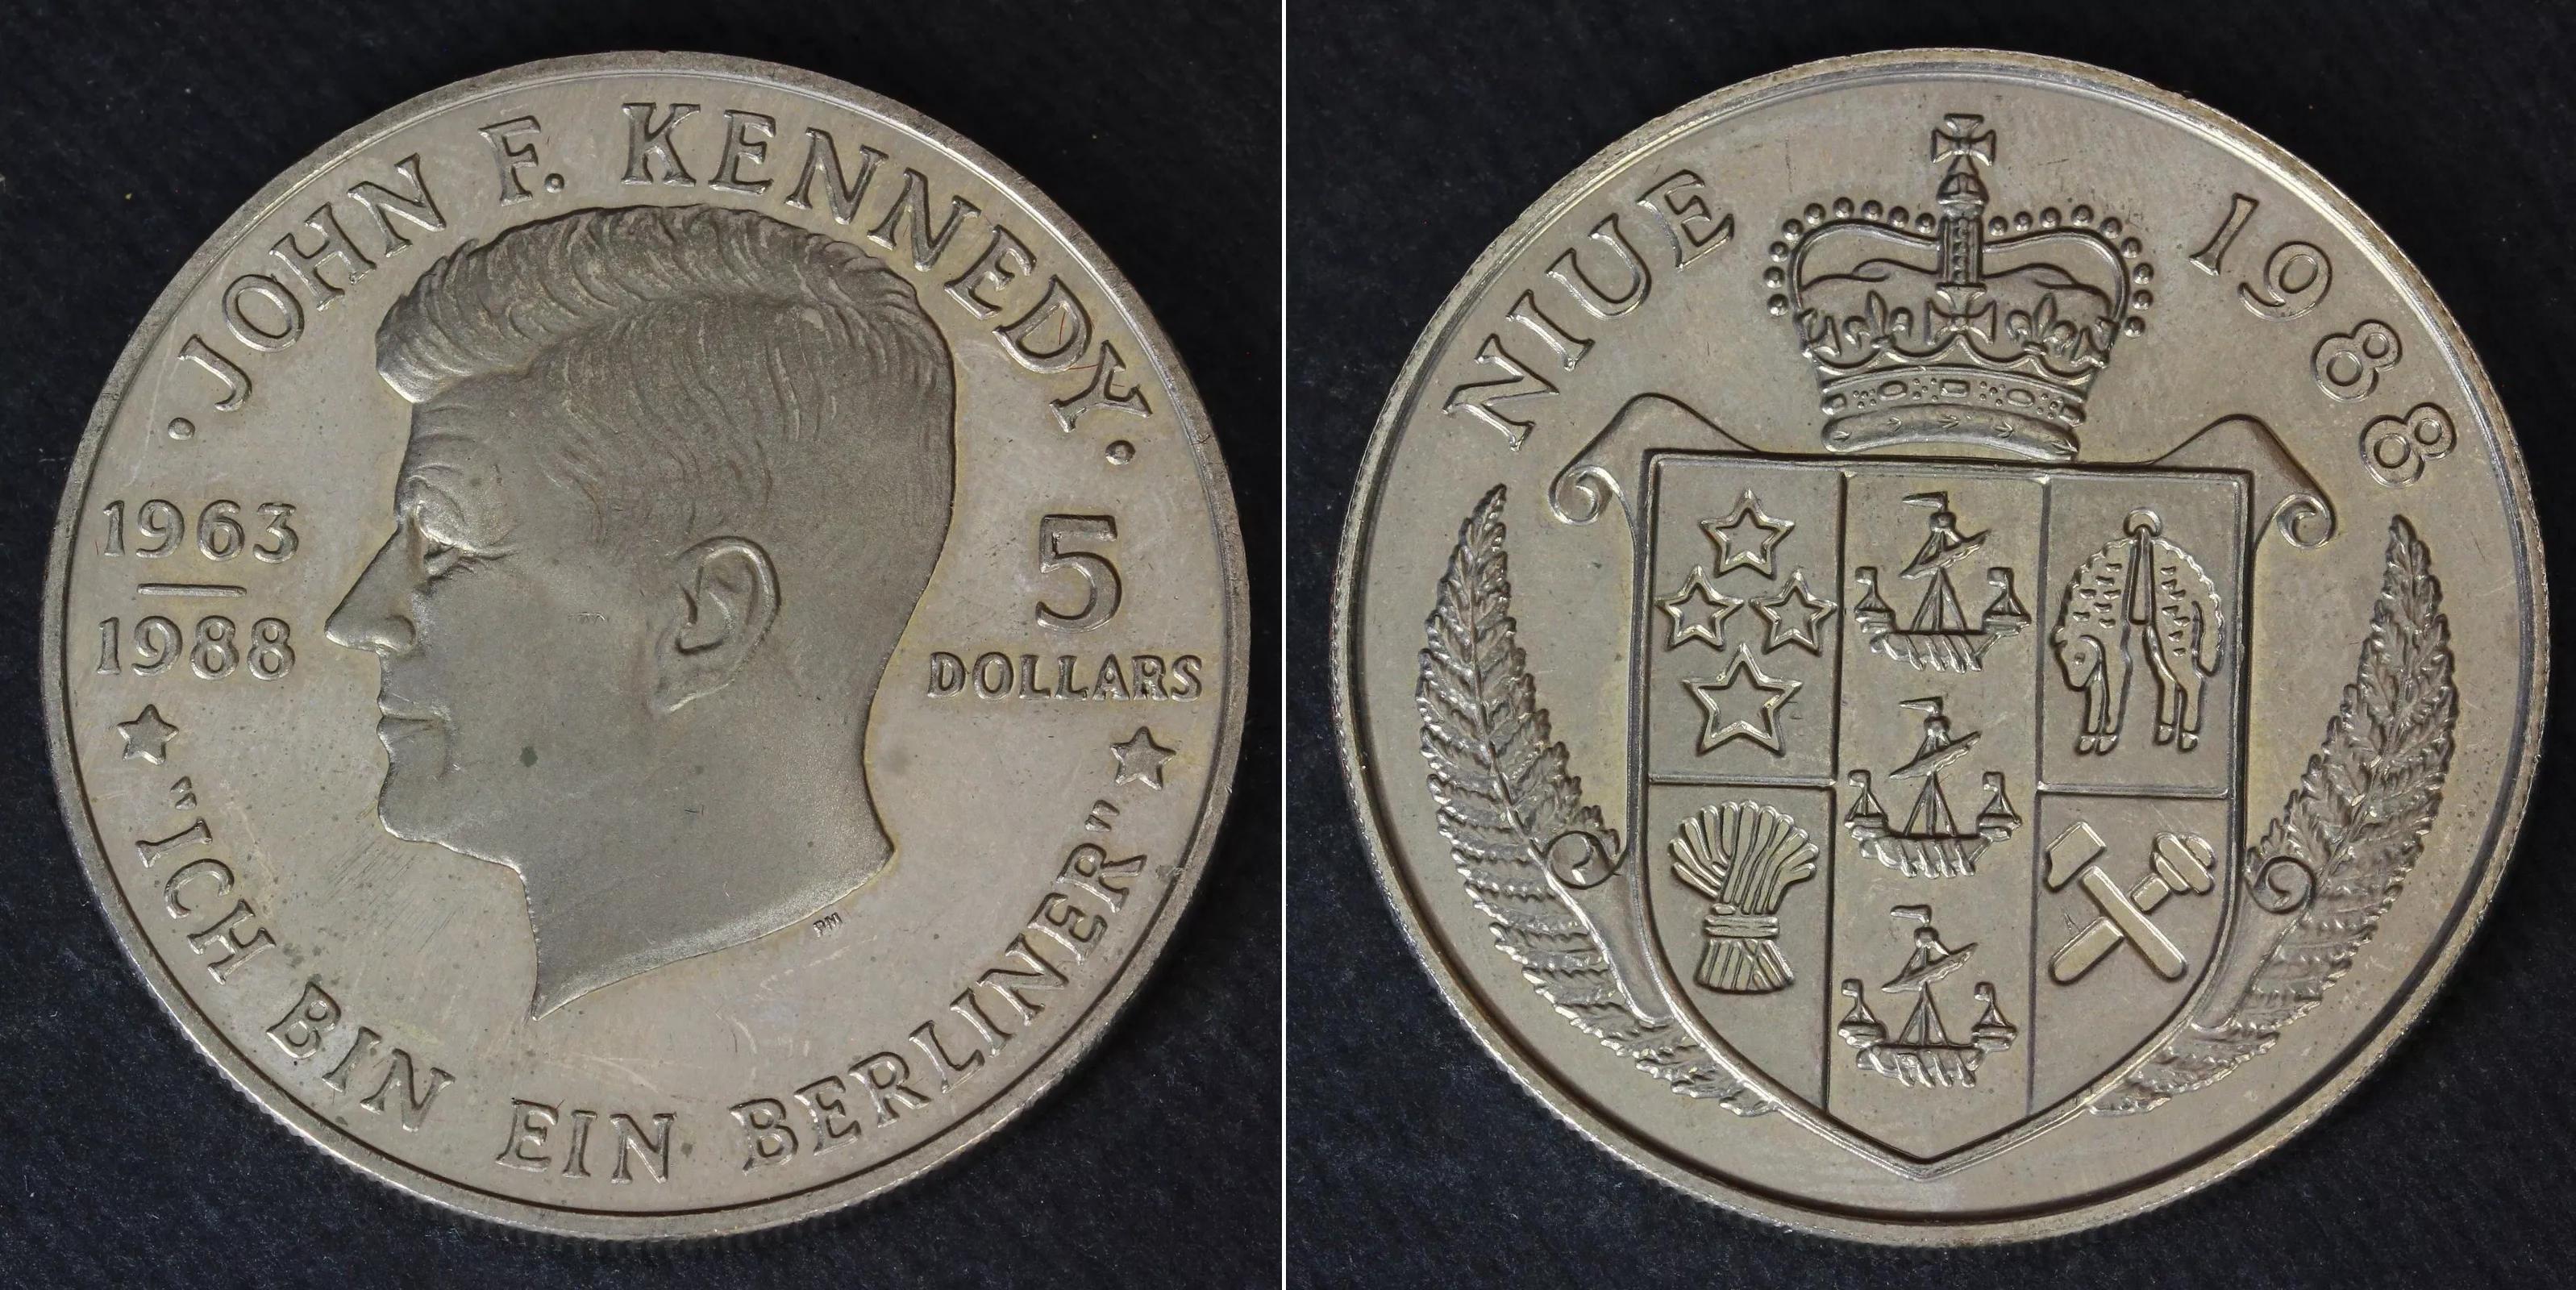 · JOHN F. KENNEDY ·
1963
1988
5
DOLLARS
"ICH BIN EIN BERLINER"
PM
NIUE 1988